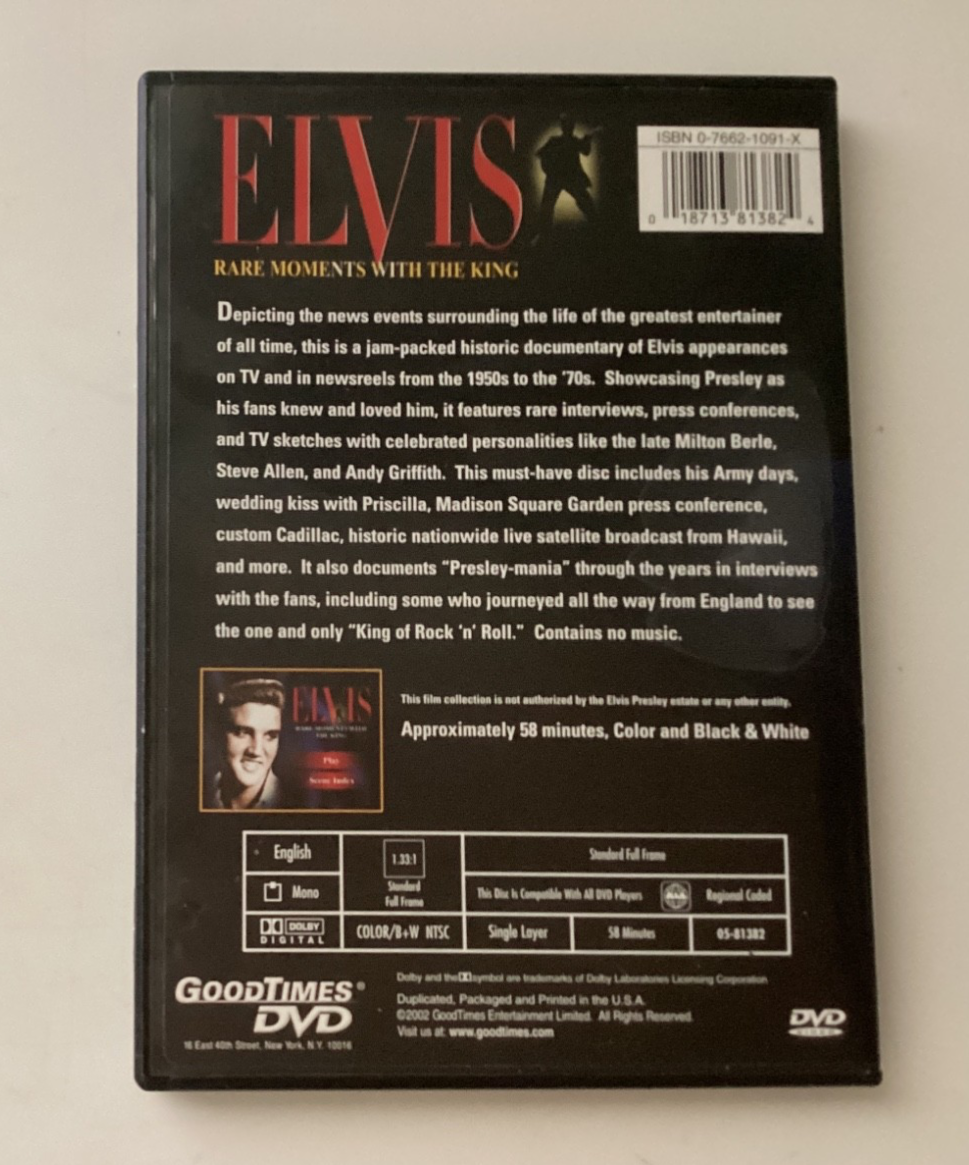 ELVIS
RARE MOMENTS WITH THE KING
ISBN 0-7662-1091-X
0 18713 81382 4
Depicting the news events surrounding the life of the greatest entertainer
of all time, this is a jam-packed historic documentary of Elvis appearances
on TV and in newsreels from the 1950s to the '70s. Showcasing Presley as
his fans knew and loved him, it features rare interviews, press conferences,
and TV sketches with celebrated personalities like the late Milton Berle,
Steve Allen, and Andy Griffith. This must-have disc includes his Army days,
wedding kiss with Priscilla, Madison Square Garden press conference,
custom Cadillac, historic nationwide live satellite broadcast from Hawaii,
and more. It also documents "Presley-mania" through the years in interviews
with the fans, including some who journeyed all the way from England to see
the one and only "King of Rock 'n' Roll." Contains no music.
ELVIS
RARE MOMENTS WITH
THE KING
Play
Scene Index
This film collection is not authorized by the Elvis Presley estate or any other entity.
Approximately 58 minutes, Color and Black & White
English
1.33:1
Standard
Full Frame
Standard Full Frame
Mono
This Disc Is Compatible With All DVD Players
Regional Coded
DOLBY
DIGITAL
COLOR/B+W NTSC
Single Layer
58 Minutes
05-81382
GOODTIMES®
DVD
16 East 40th Street, New York, N.Y. 10016
Dolby and the symbol are trademarks of Dolby Laboratories Licensing Corporation
Duplicated, Packaged and Printed in the U.S.A.
©2002 GoodTimes Entertainment Limited. All Rights Reserved.
Visit us at: www.goodtimes.com
DVD
VIDEO